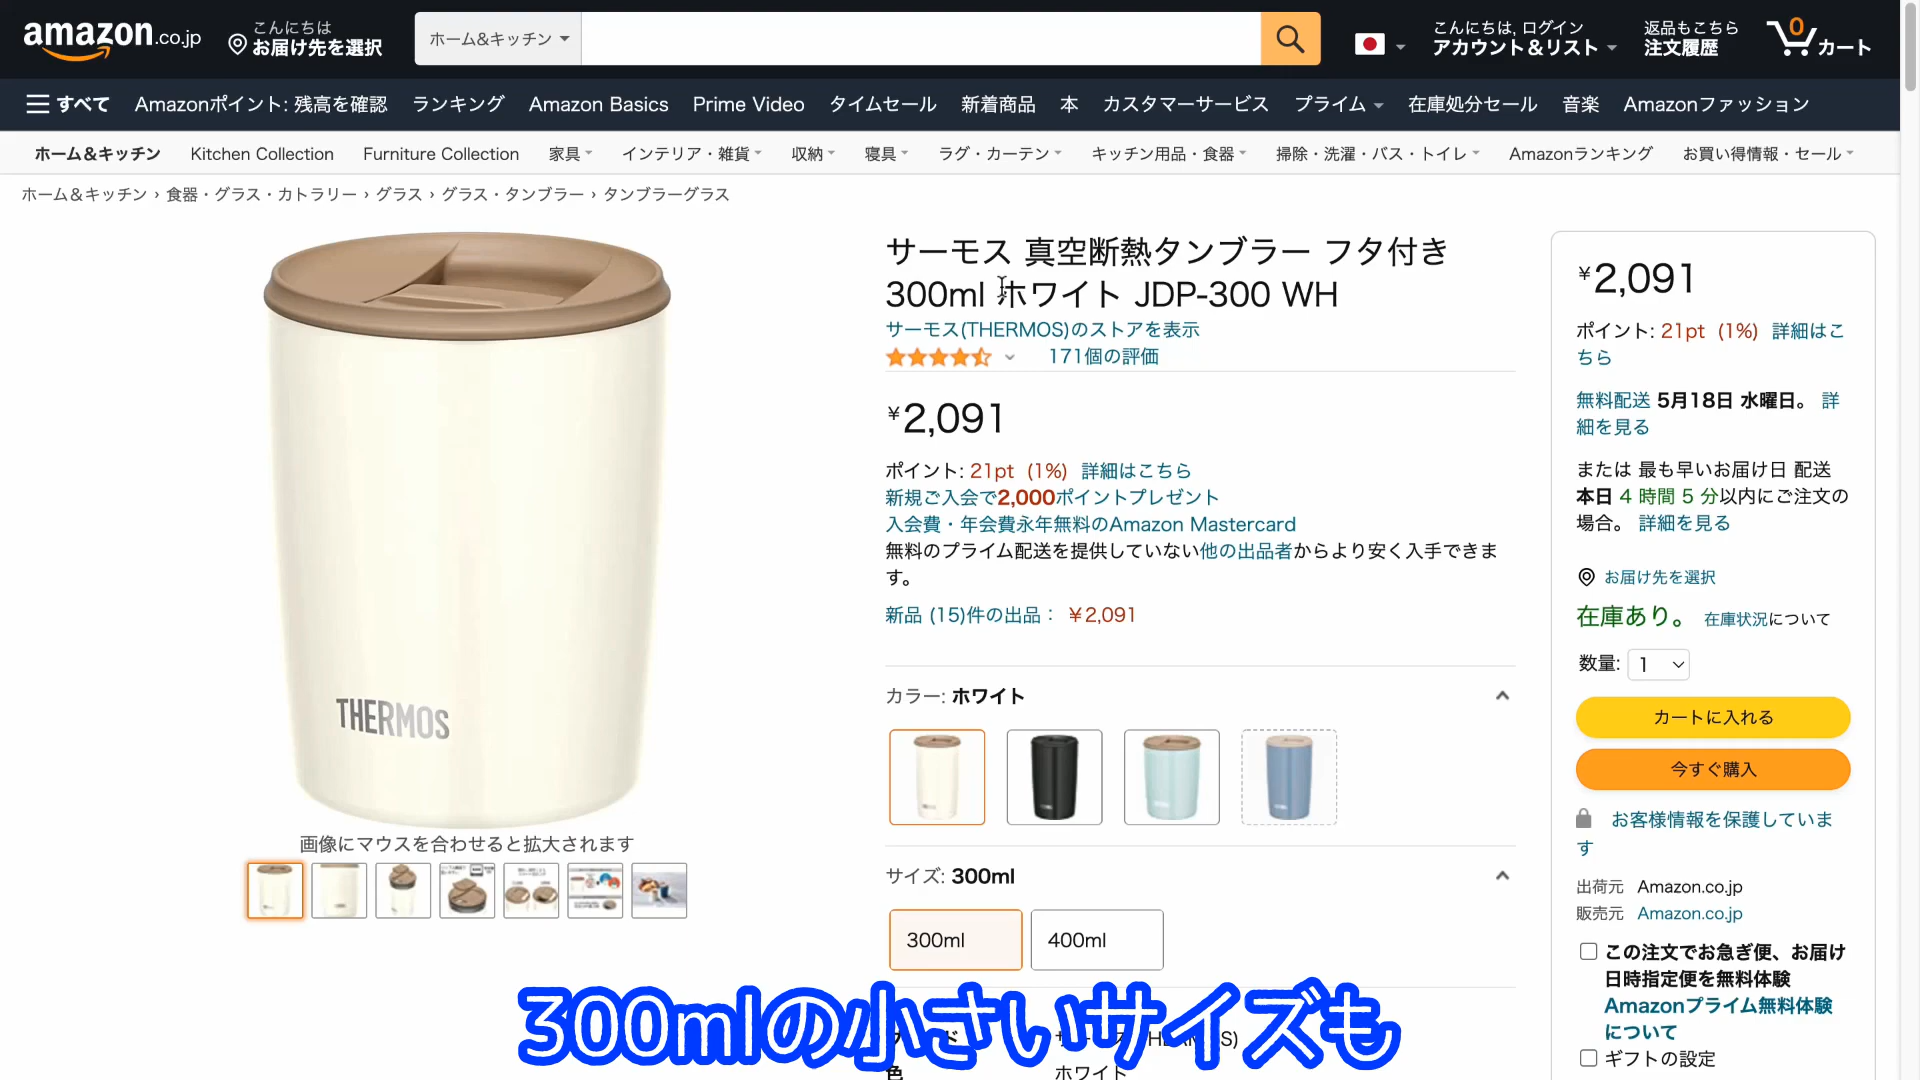 amazon.co.jp
こんにちは
お届け先を選択
ホーム&キッチン
こんにちは, ログイン
アカウント&リスト
返品もこちら
注文履歴
0
カート
すべて
Amazonポイント: 残高を確認
ランキング
Amazon Basics
Prime Video
タイムセール
新着商品
本
カスタマーサービス
プライム
在庫処分セール
音楽
Amazonファッション
ホーム&キッチン
Kitchen Collection
Furniture Collection
家具
インテリア・雑貨
収納
寝具
ラグ・カーテン
キッチン用品・食器
掃除・洗濯・バス・トイレ
Amazonランキング
お買い得情報・セール
ホーム&キッチン › 食器・グラス・カトラリー › グラス › グラス・タンブラー › タンブラーグラス
THERMOS
画像にマウスを合わせると拡大されます
サーモス 真空断熱タンブラー フタ付き
300ml ホワイト JDP-300 WH
サーモス(THERMOS)のストアを表示
171個の評価
¥2,091
ポイント: 21pt (1%) 詳細はこちら
新規ご入会で2,000ポイントプレゼント
入会費・年会費永年無料のAmazon Mastercard
無料のプライム配送を提供していない他の出品者からより安く入手できま
す。
新品 (15)件の出品： ￥2,091
カラー: ホワイト
サイズ: 300ml
300ml
400ml
色
ホワイト
¥2,091
ポイント: 21pt (1%) 詳細はこ
ちら
無料配送 5月18日 水曜日。 詳
細を見る
または 最も早いお届け日 配送
本日 4 時間 5 分以内にご注文の
場合。 詳細を見る
お届け先を選択
在庫あり。 在庫状況について
数量: 1
カートに入れる
今すぐ購入
お客様情報を保護していま
す
出荷元 Amazon.co.jp
販売元 Amazon.co.jp
この注文でお急ぎ便、お届け
日時指定便を無料体験
Amazonプライム無料体験
について
ギフトの設定
300mlの小さいサイズも